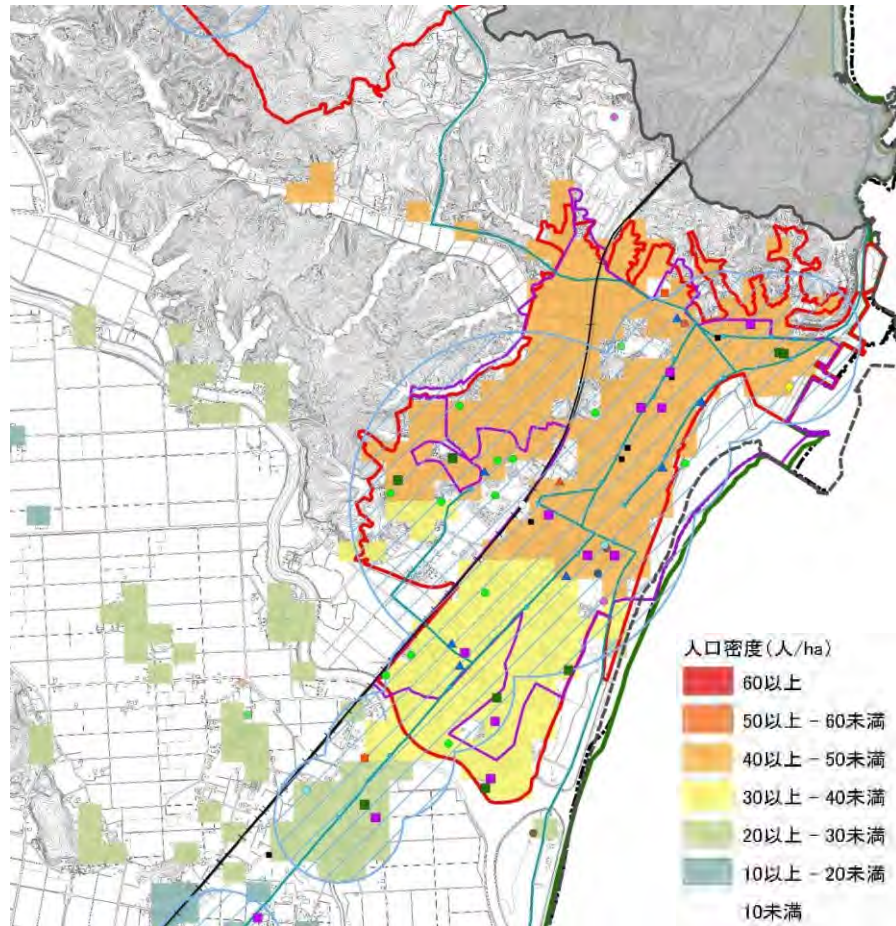 人口密度(人/ha)
60以上
50以上 - 60未満
40以上 - 50未満
30以上 - 40未満
20以上 - 30未満
10以上 - 20未満
10未満